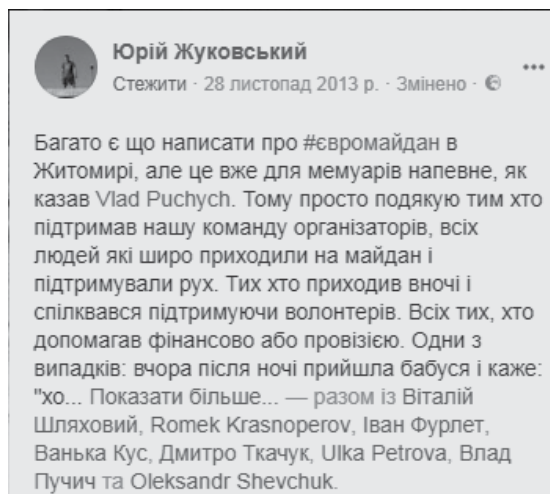 Юрій Жуковський
Стежити · 28 листопад 2013 р. · Змінено ·
Багато є що написати про #євромайдан в
Житомирі, але це вже для мемуарів напевне, як
казав Vlad Puchych. Тому просто подякую тим хто
підтримав нашу команду організаторів, всіх
людей які широ приходили на майдан і
підтримували рух. Тих хто приходив вночі і
спілквався підтримуючи волонтерів. Всіх тих, хто
допомагав фінансово або провізією. Одни з
випадків: вчора після ночі прийшла бабуся і каже:
"хо... Показати більше... — разом із Віталій
Шляховий, Romek Krasnoperov, Іван Фурлет,
Ванька Кус, Дмитро Ткачук, Ulka Petrova, Влад
Пучич та Oleksandr Shevchuk.